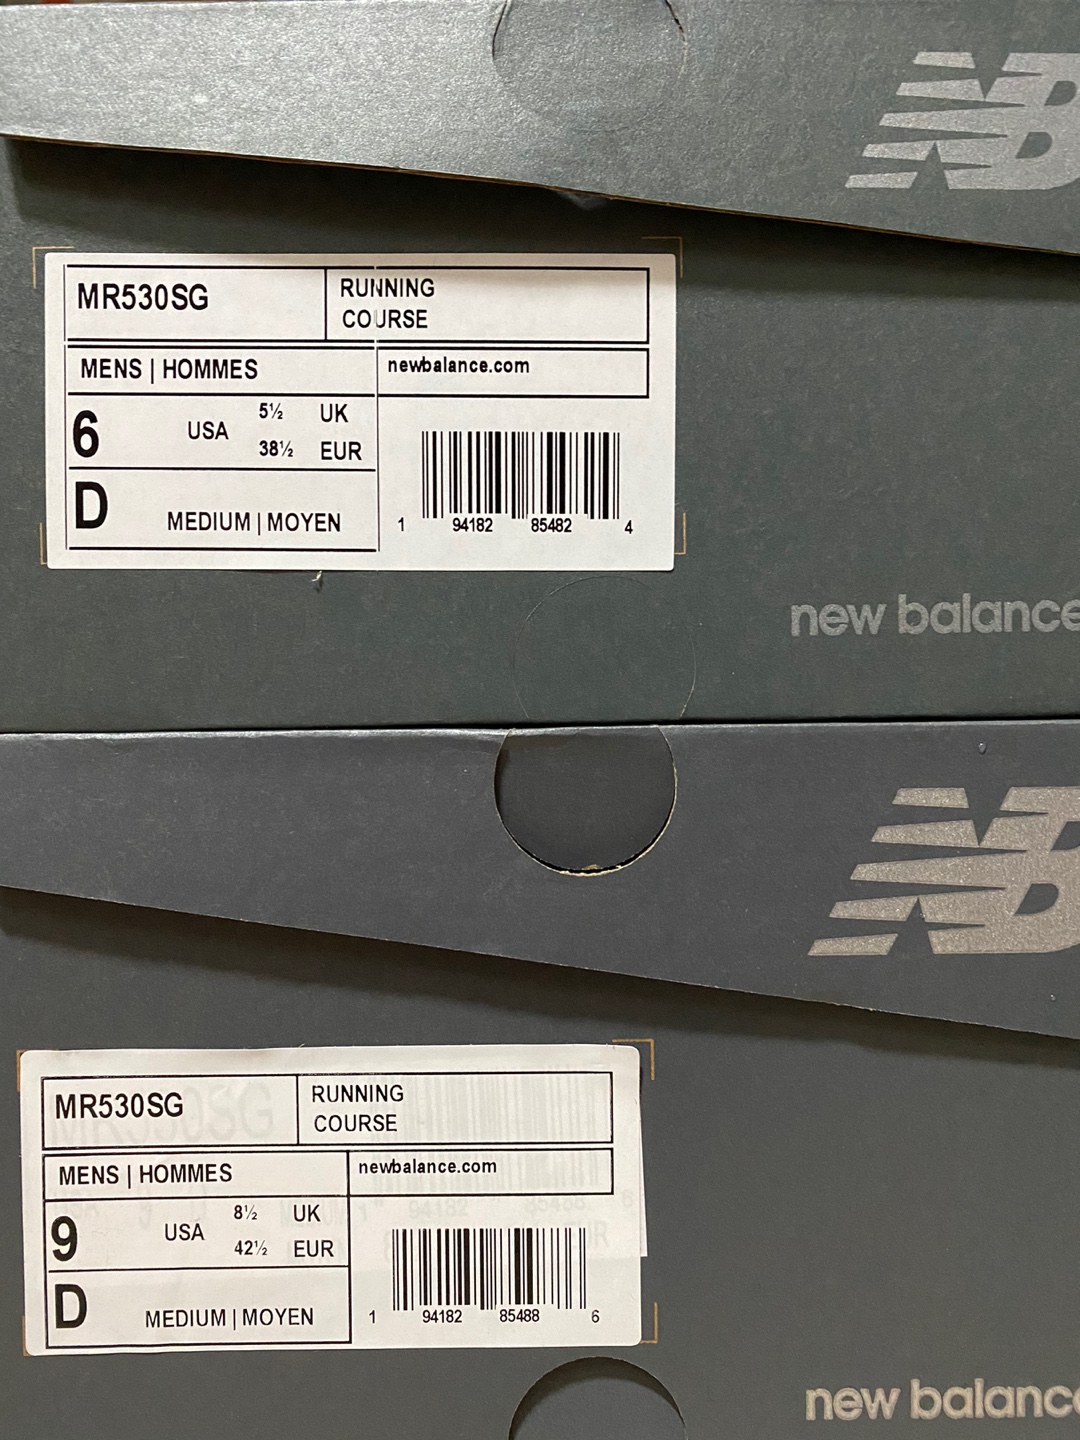 NB
MR530SG
RUNNING
COURSE
MENS | HOMMES
newbalance.com
6 USA 5½ UK
38½ EUR
D MEDIUM | MOYEN
1 94182 85482 4
new balance
NB
MR530SG
RUNNING
COURSE
MENS | HOMMES
newbalance.com
9 USA 8½ UK
42½ EUR
D MEDIUM | MOYEN
1 94182 85488 6
new balance